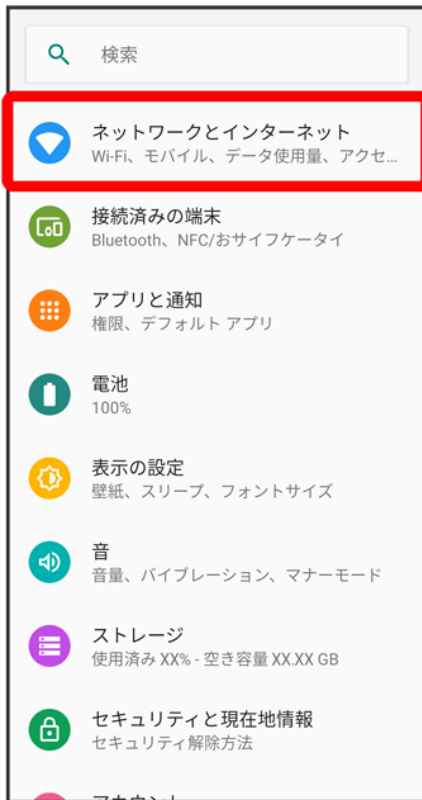 検索
ネットワークとインターネット
Wi-Fi、モバイル、データ使用量、アクセ...
接続済みの端末
Bluetooth、NFC/おサイフケータイ
アプリと通知
権限、デフォルト アプリ
電池
100%
表示の設定
壁紙、スリープ、フォントサイズ
音
音量、バイブレーション、マナーモード
ストレージ
使用済み XX% - 空き容量 XX.XX GB
セキュリティと現在地情報
セキュリティ解除方法
アカウント